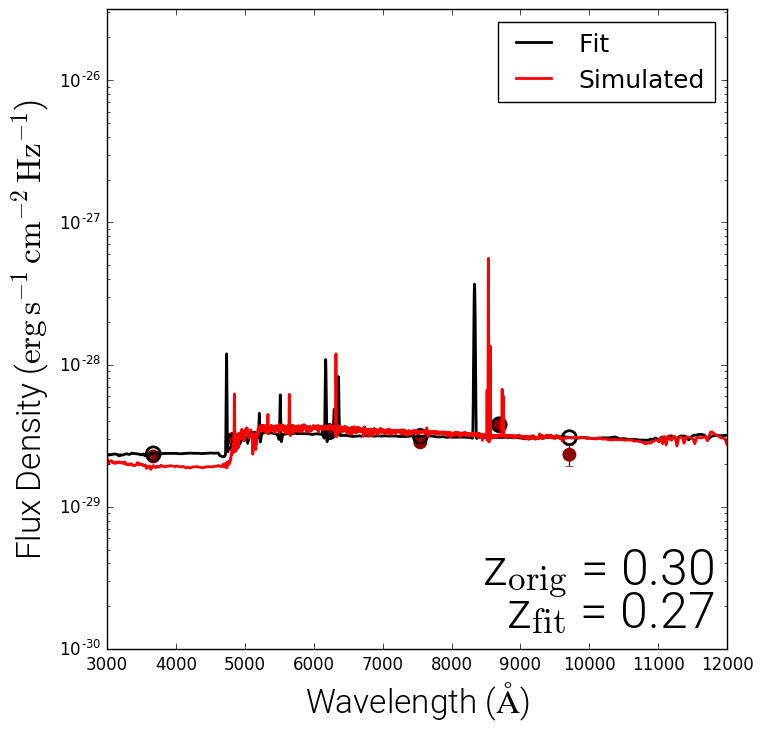 Fit
Simulated
10^-26
10^-27
10^-28
10^-29
10^-30
Flux Density (erg s^-1 cm^-2 Hz^-1)
z_orig = 0.30
z_fit = 0.27
3000 4000 5000 6000 7000 8000 9000 10000 11000 12000
Wavelength (Å)